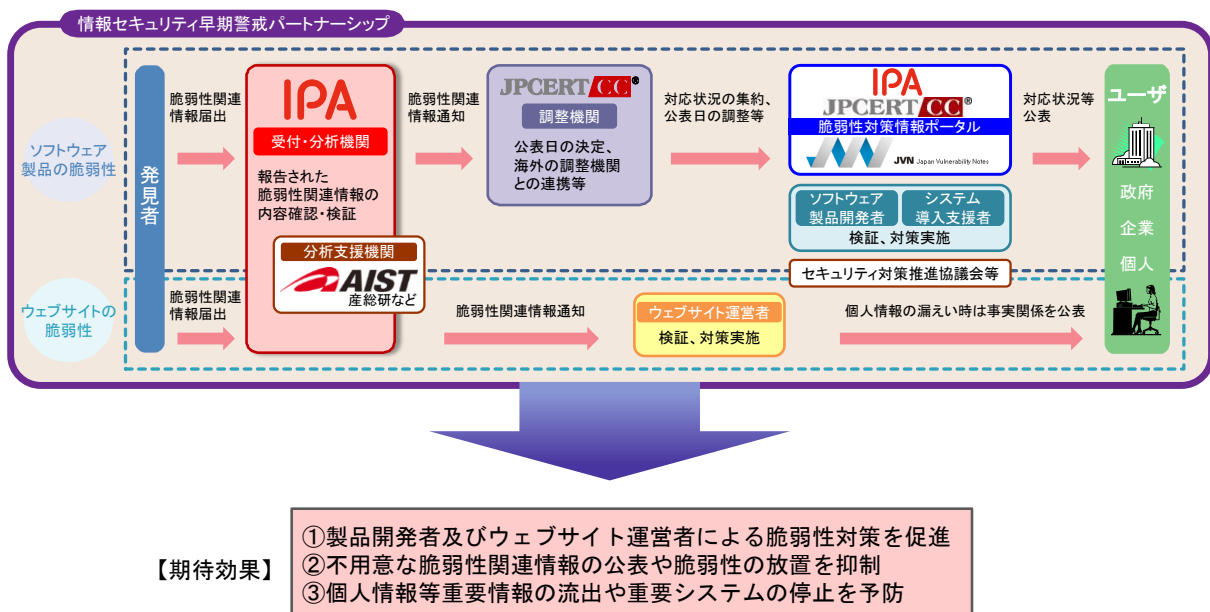 情報セキュリティ早期警戒パートナーシップ
ソフトウェア
製品の脆弱性
発見者
脆弱性関連
情報届出
IPA
受付・分析機関
報告された
脆弱性関連情報の
内容確認・検証
分析支援機関
AIST
産総研など
脆弱性関連
情報通知
JPCERT CC®
調整機関
公表日の決定、
海外の調整機関
との連携等
対応状況の集約、
公表日の調整等
IPA
JPCERT CC®
脆弱性対策情報ポータル
JVN Japan Vulnerability Notes
ソフトウェア
製品開発者
システム
導入支援者
検証、対策実施
セキュリティ対策推進協議会等
対応状況等
公表
ユーザ
政府
企業
個人
ウェブサイトの
脆弱性
脆弱性関連
情報届出
脆弱性関連情報通知
ウェブサイト運営者
検証、対策実施
個人情報の漏えい時は事実関係を公表
【期待効果】
①製品開発者及びウェブサイト運営者による脆弱性対策を促進
②不用意な脆弱性関連情報の公表や脆弱性の放置を抑制
③個人情報等重要情報の流出や重要システムの停止を予防